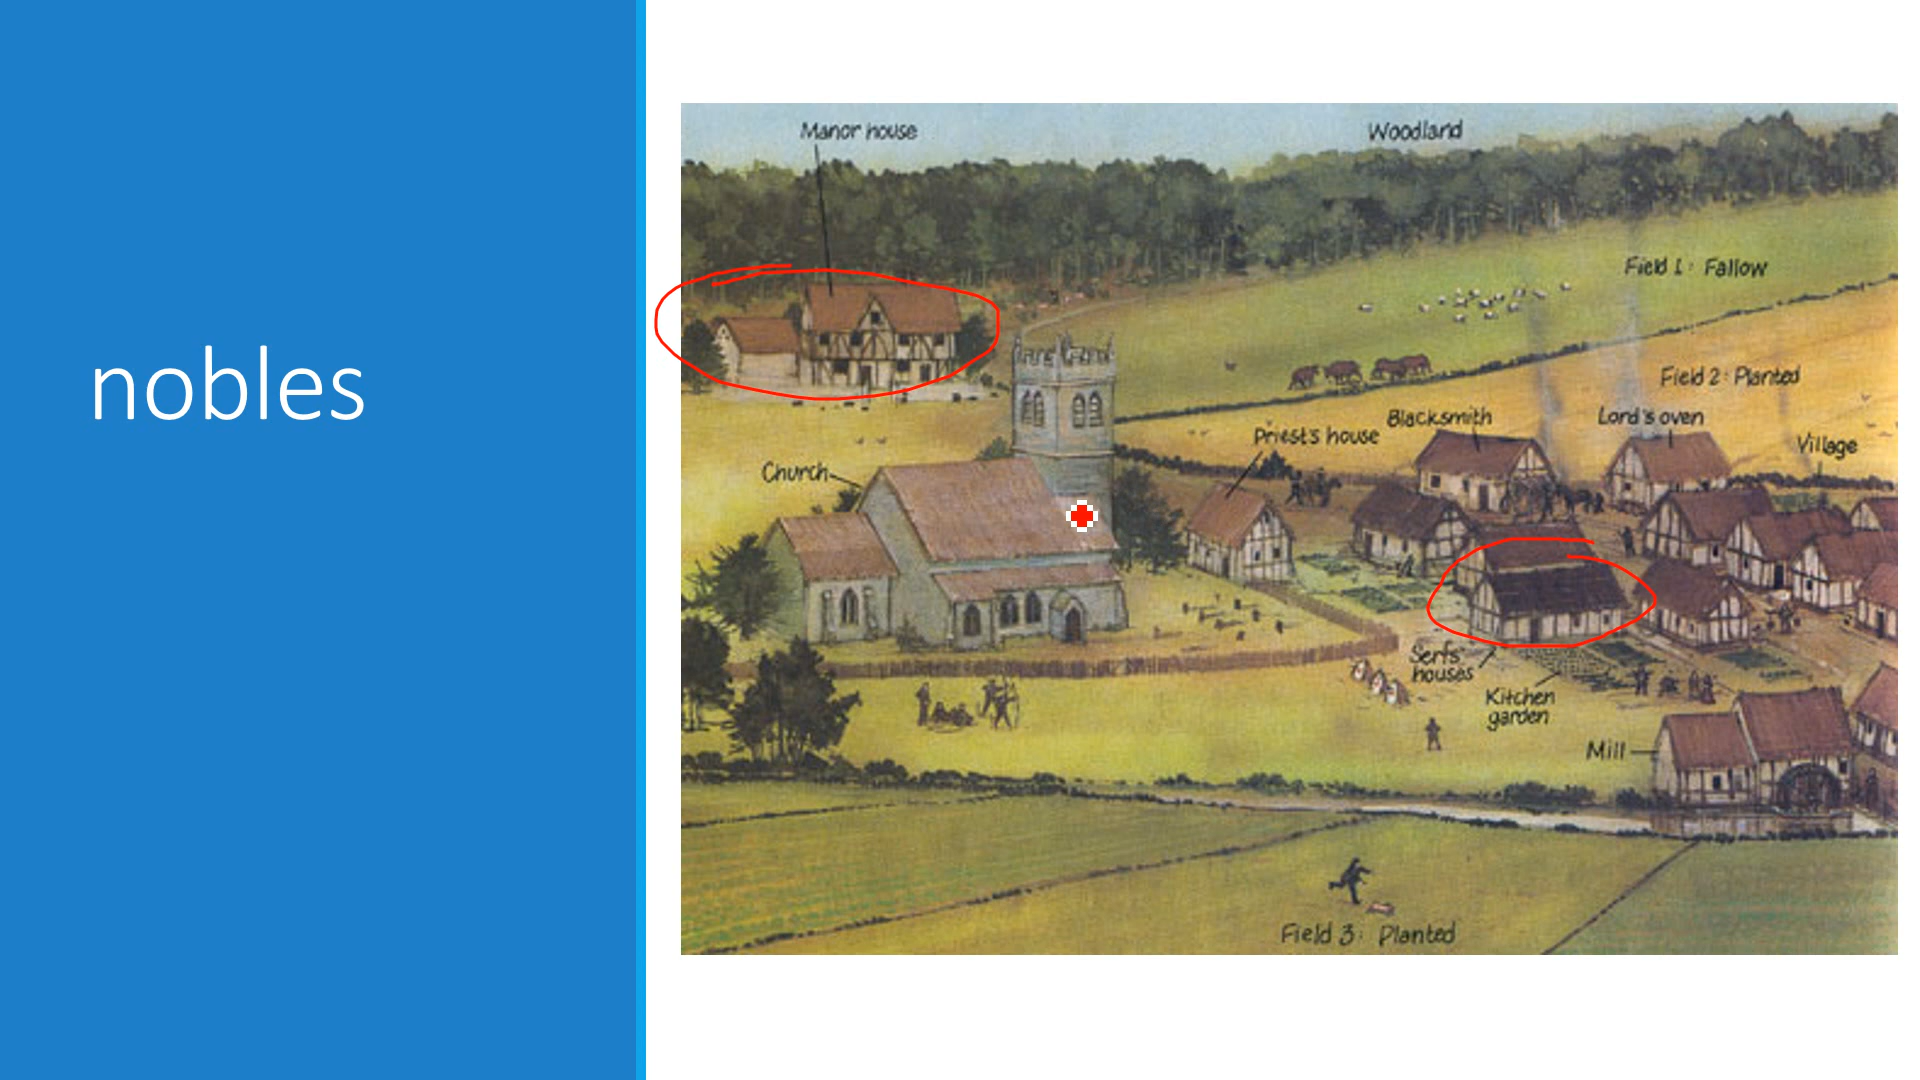 nobles
Manor house
Woodland
Field 1: Fallow
Field 2: Planted
Blacksmith
Lord's oven
Priest's house
Village
Church
Serfs'
houses
Kitchen
garden
Mill
Field 3: Planted